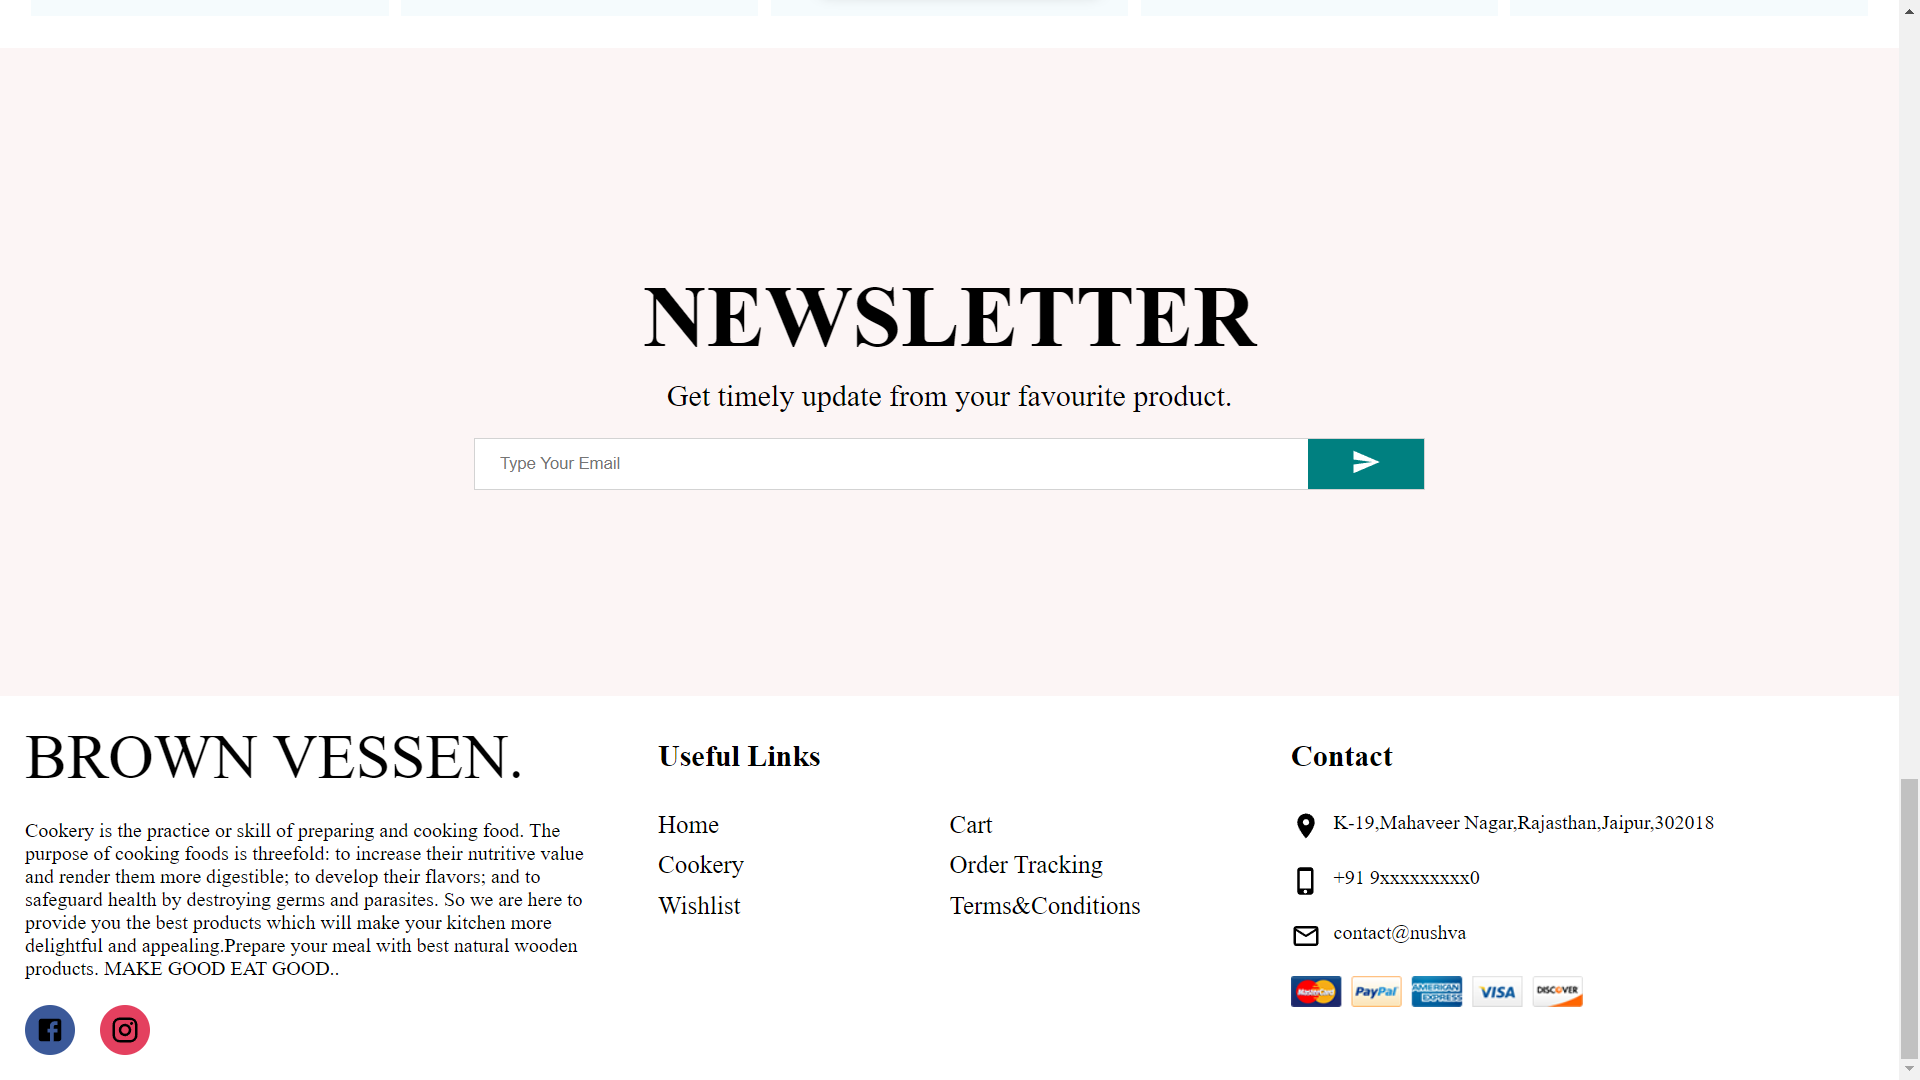 NEWSLETTER
Get timely update from your favourite product.
Type Your Email
BROWN VESSEN.
Cookery is the practice or skill of preparing and cooking food. The
purpose of cooking foods is threefold: to increase their nutritive value
and render them more digestible; to develop their flavors; and to
safeguard health by destroying germs and parasites. So we are here to
provide you the best products which will make your kitchen more
delightful and appealing.Prepare your meal with best natural wooden
products. MAKE GOOD EAT GOOD..
Useful Links
Home
Cart
Cookery
Order Tracking
Wishlist
Terms&Conditions
Contact
K-19,Mahaveer Nagar,Rajasthan,Jaipur,302018
+91 9xxxxxxxxx0
contact@nushva
MasterCard PayPal AMERICAN EXPRESS VISA DISCOVER